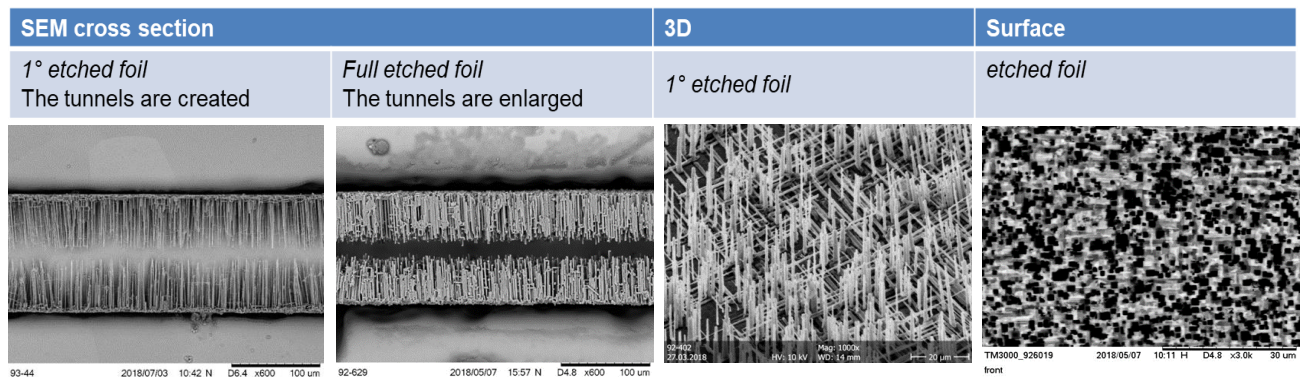 SEM cross section
3D
Surface
1° etched foil
The tunnels are created
Full etched foil
The tunnels are enlarged
1° etched foil
etched foil
93-44 2018/07/03 10:42 N D6.4 x600 100 um
92-629 2018/05/07 15:57 N D4.8 x600 100 um
92-402
27.03.2018 HV: 10 kV
Mag: 1000x
WD: 14 mm
20 µm
TM3000_926019 2018/05/07 10:11 H D4.8 x3.0k 30 um
front